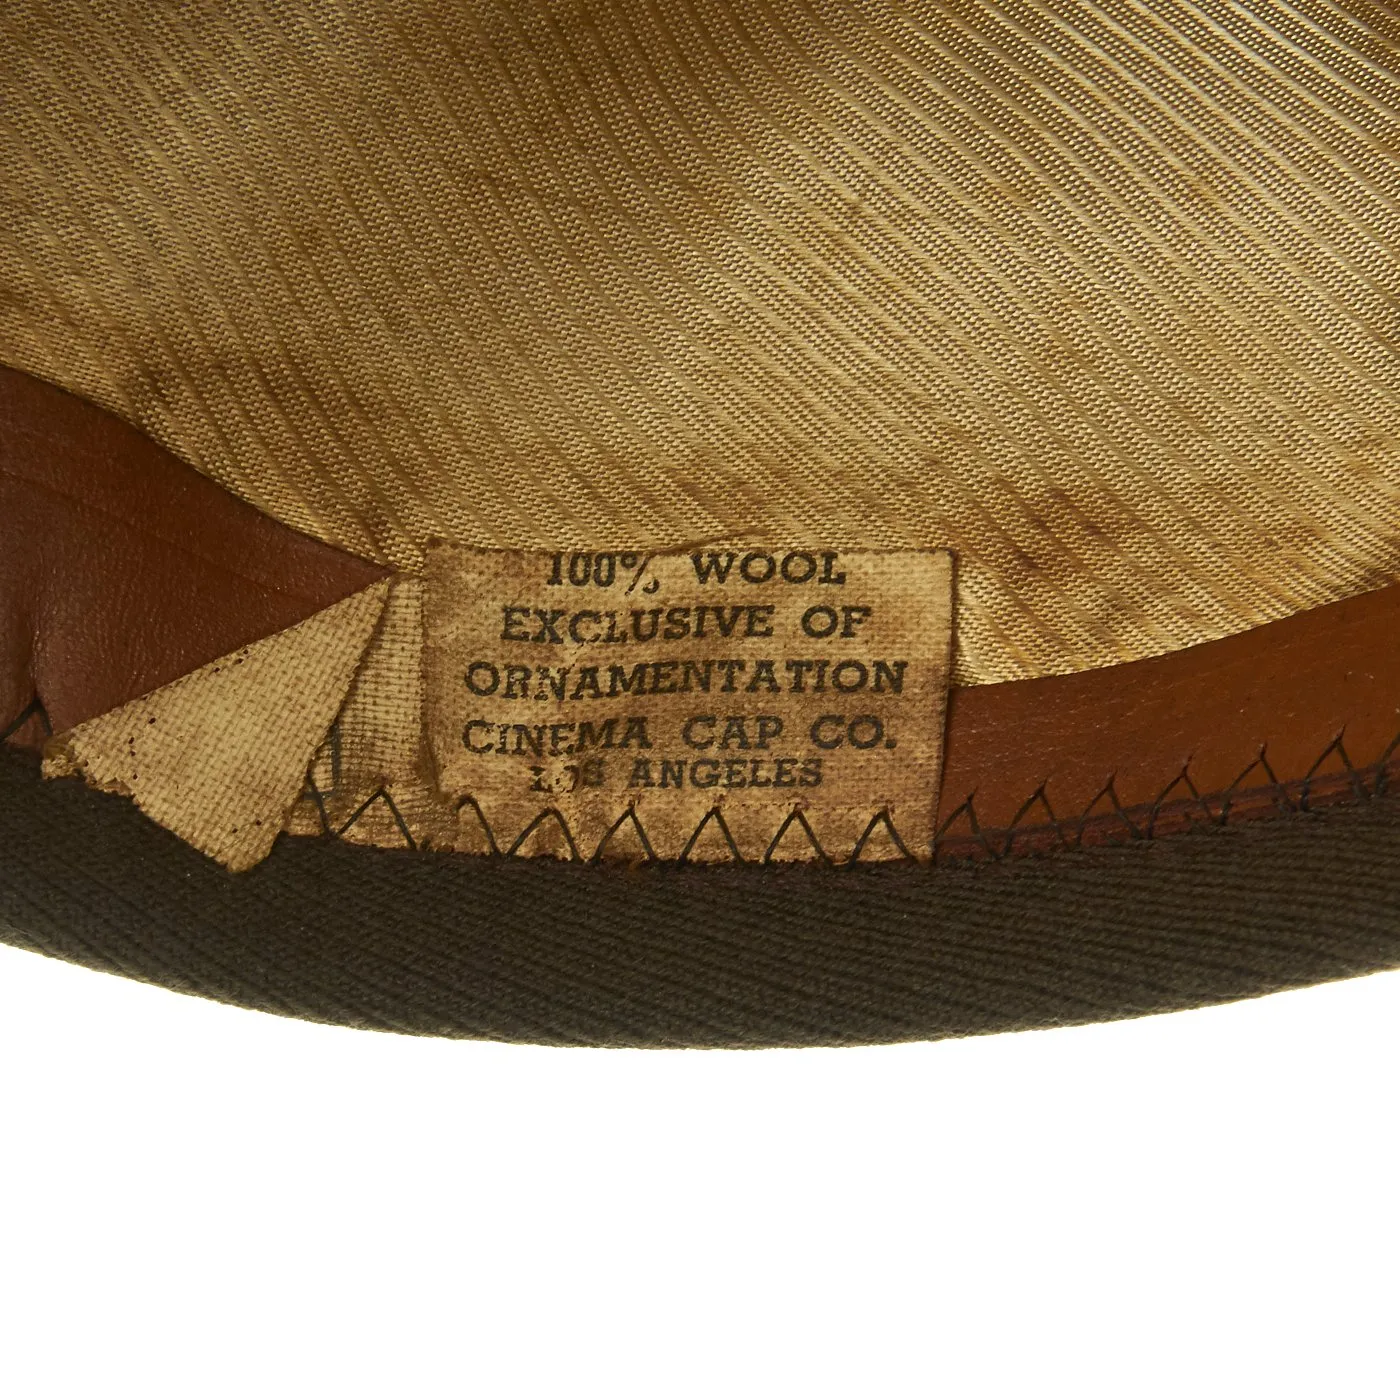 100% WOOL
EXCLUSIVE OF
ORNAMENTATION
CINEMA CAP CO.
LOS ANGELES